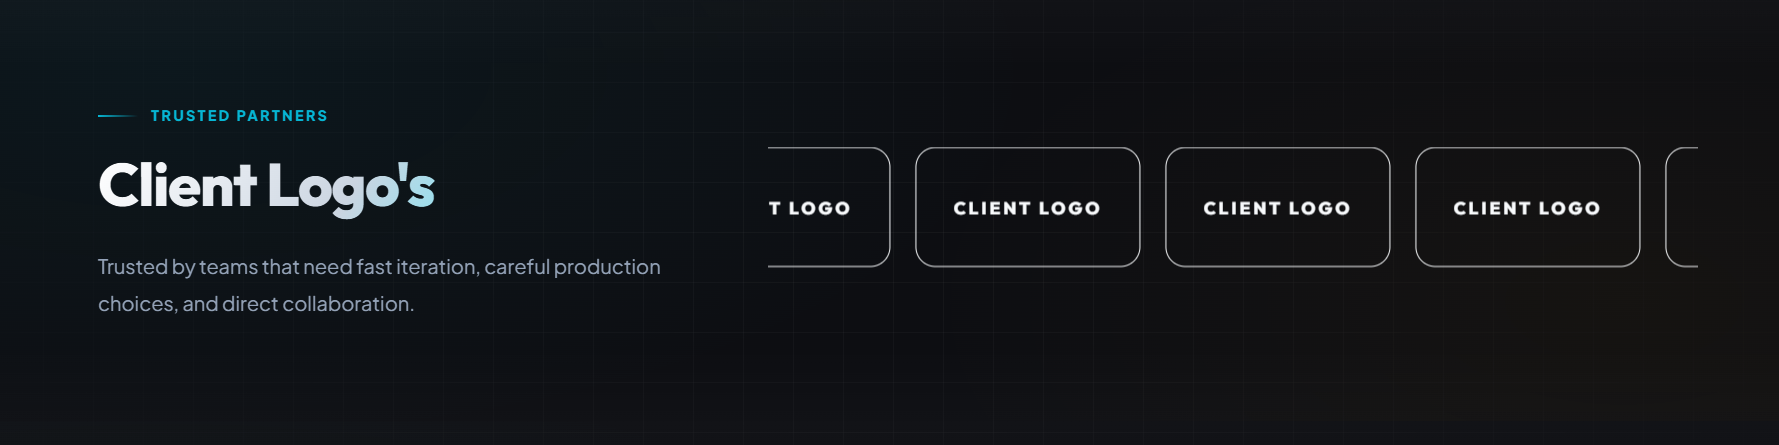 TRUSTED PARTNERS
Client Logo's
Trusted by teams that need fast iteration, careful production
choices, and direct collaboration.
T LOGO
CLIENT LOGO
CLIENT LOGO
CLIENT LOGO